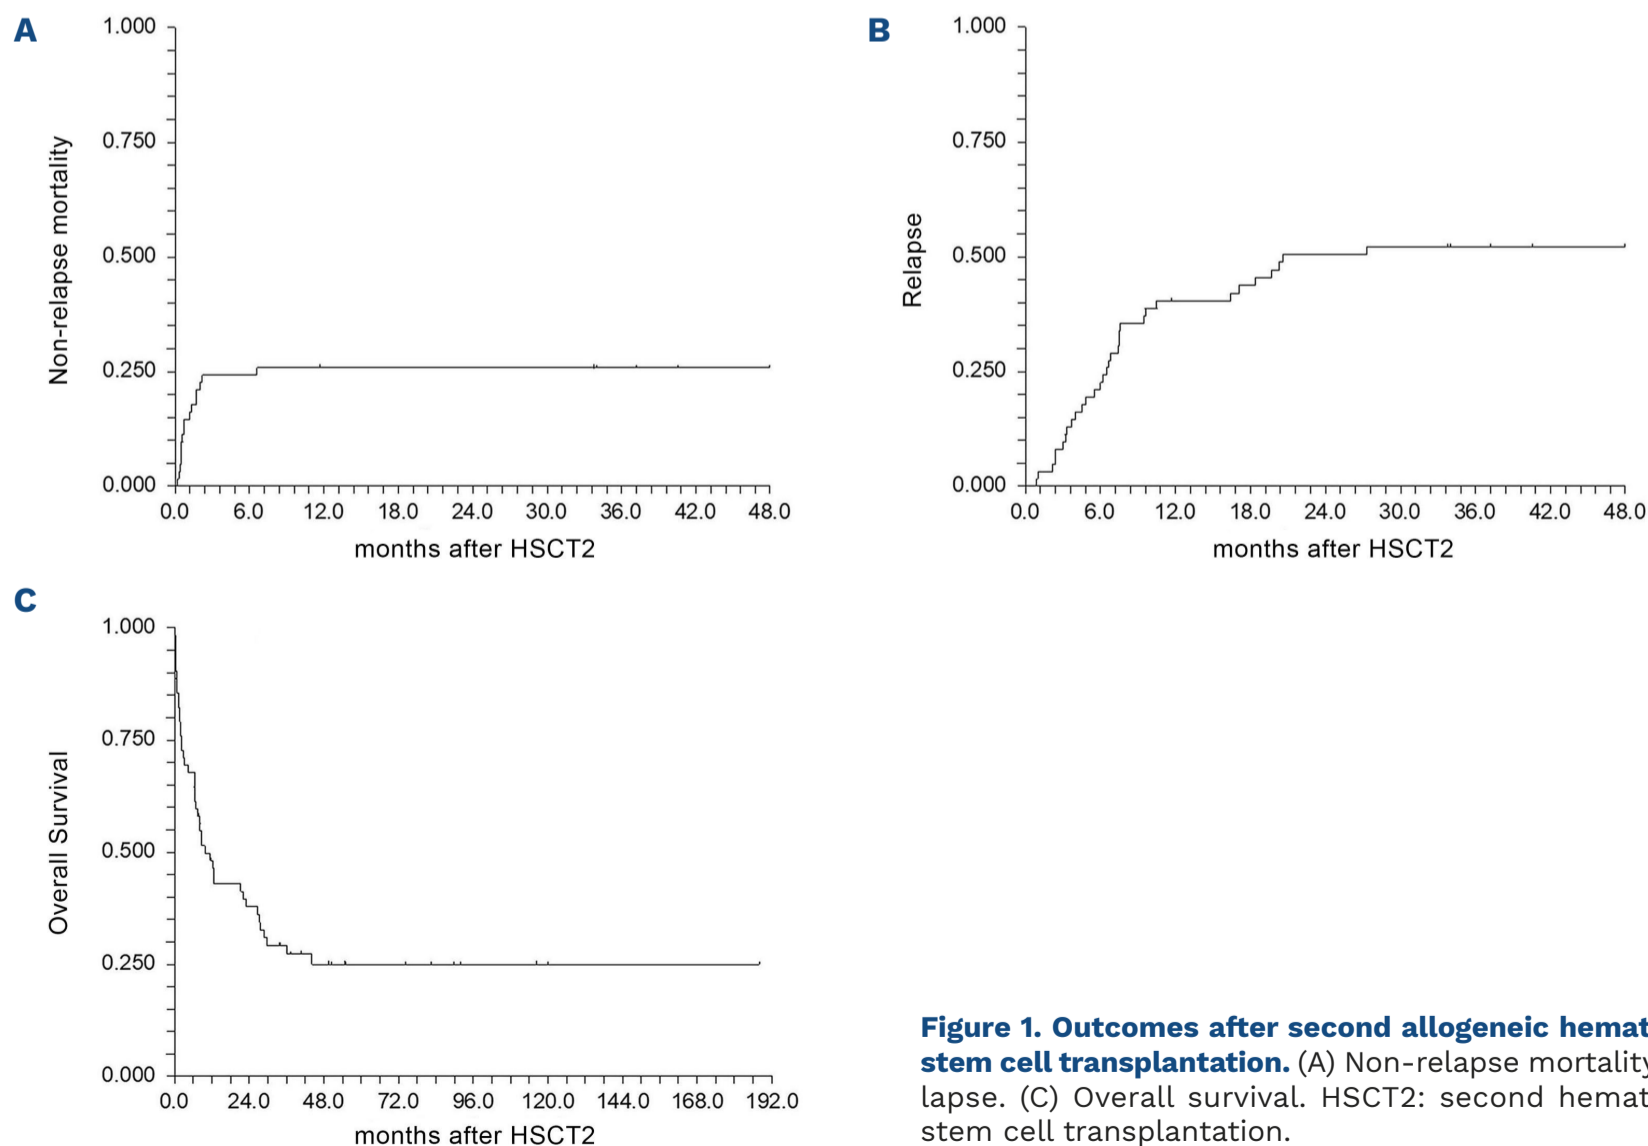 A
1.000
0.750
0.500
0.250
0.000
Non-relapse mortality
0.0 6.0 12.0 18.0 24.0 30.0 36.0 42.0 48.0
months after HSCT2
B
1.000
0.750
0.500
0.250
0.000
Relapse
0.0 6.0 12.0 18.0 24.0 30.0 36.0 42.0 48.0
months after HSCT2
C
1.000
0.750
0.500
0.250
0.000
Overall Survival
0.0 24.0 48.0 72.0 96.0 120.0 144.0 168.0 192.0
months after HSCT2
Figure 1. Outcomes after second allogeneic hemat
stem cell transplantation. (A) Non-relapse mortality
lapse. (C) Overall survival. HSCT2: second hemat
stem cell transplantation.